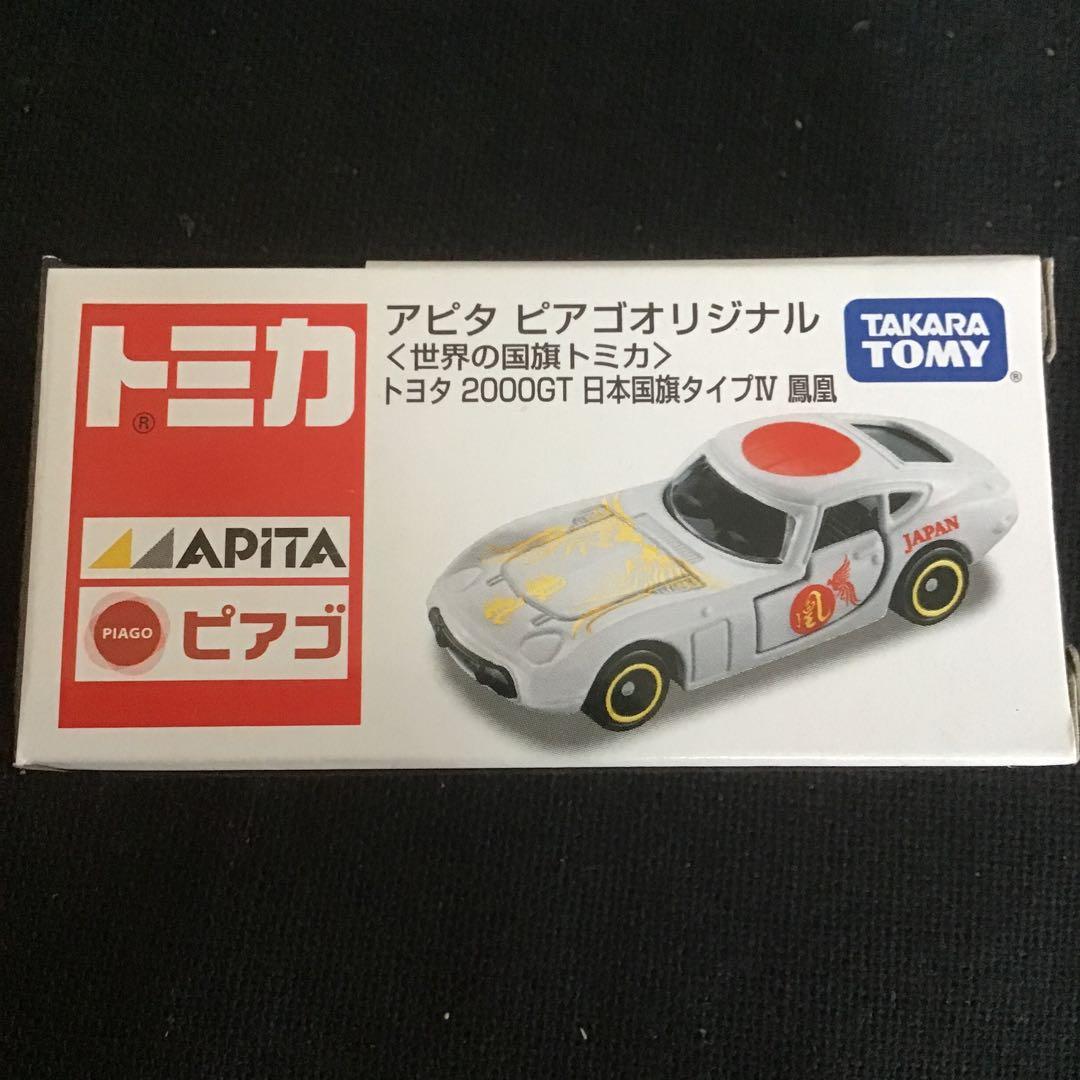 トミカ
®
APiTA
PIAGO ピアゴ
アピタ ピアゴオリジナル
<世界の国旗トミカ>
トヨタ 2000GT 日本国旗タイプⅣ 鳳凰
TAKARA
TOMY
®
JAPAN
凰